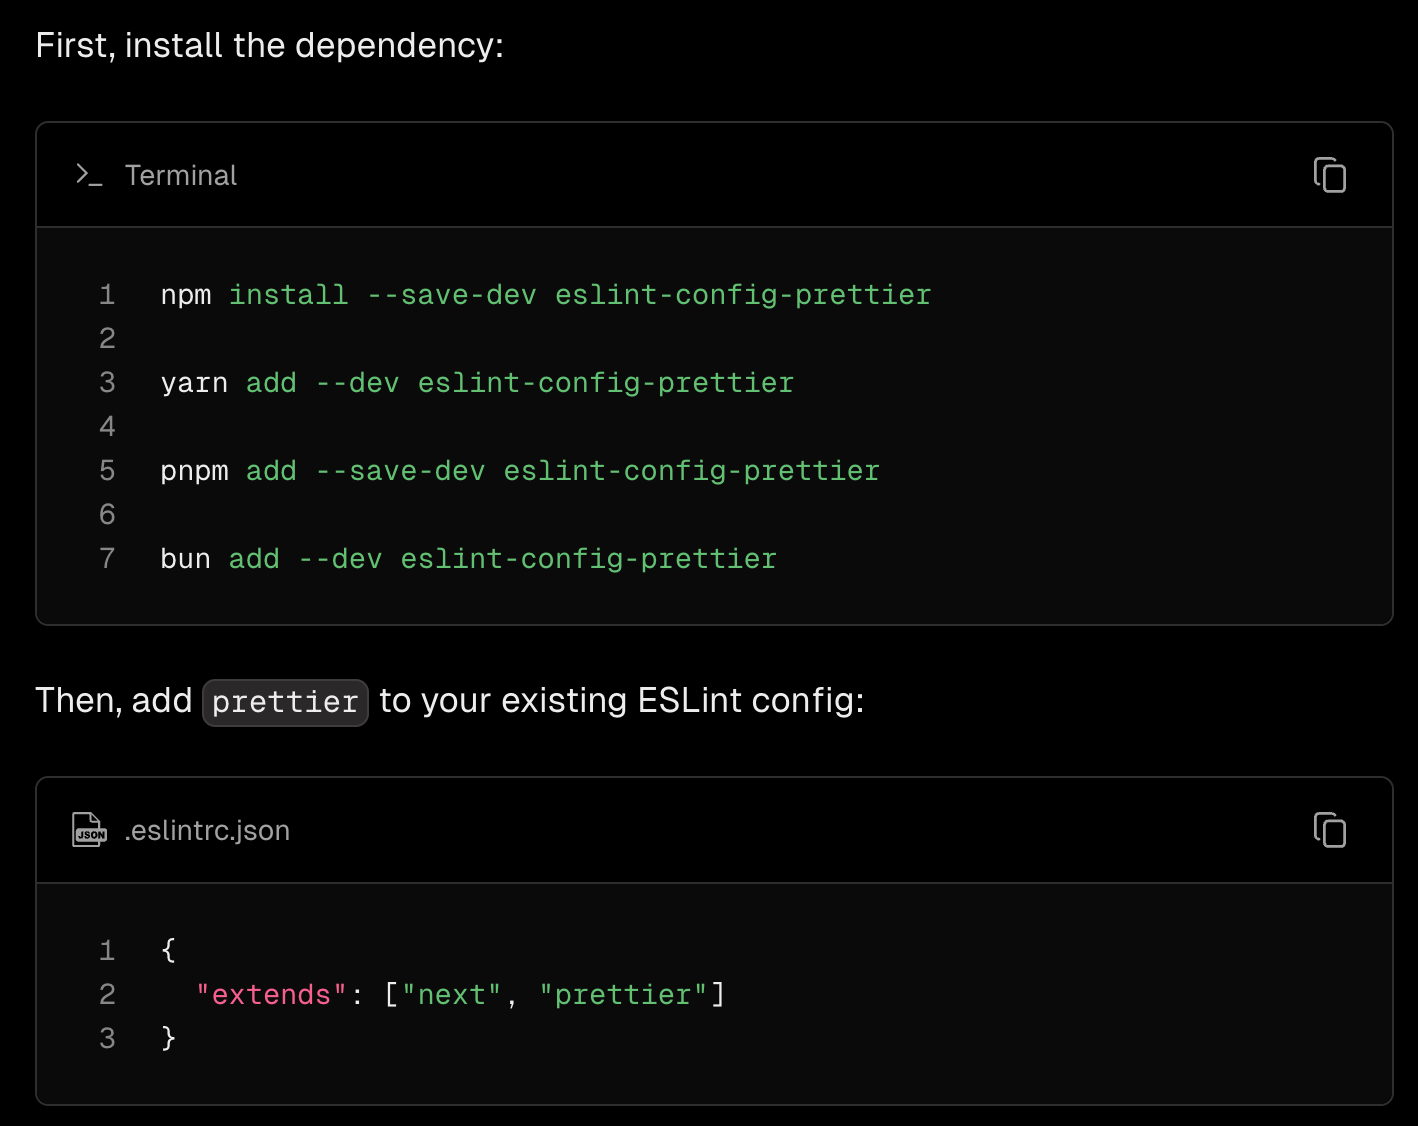 First, install the dependency:
>_ Terminal
1 npm install --save-dev eslint-config-prettier
2
3 yarn add --dev eslint-config-prettier
4
5 pnpm add --save-dev eslint-config-prettier
6
7 bun add --dev eslint-config-prettier
Then, add prettier to your existing ESLint config:
JSON .eslintrc.json
1 {
2   "extends": ["next", "prettier"]
3 }